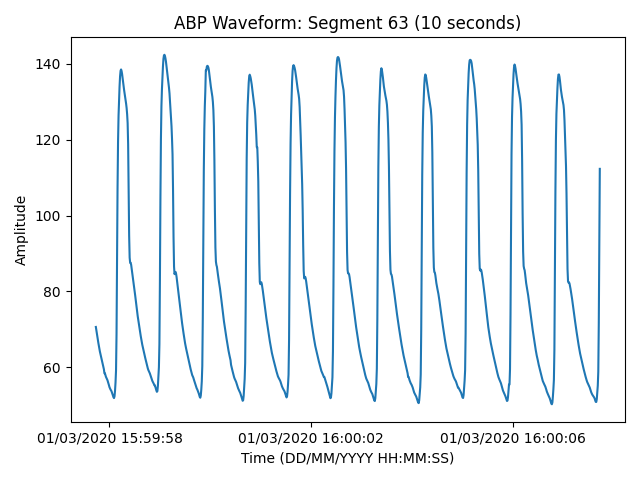 ABP Waveform: Segment 63 (10 seconds)
Amplitude
140
120
100
80
60
01/03/2020 15:59:58
01/03/2020 16:00:02
01/03/2020 16:00:06
Time (DD/MM/YYYY HH:MM:SS)